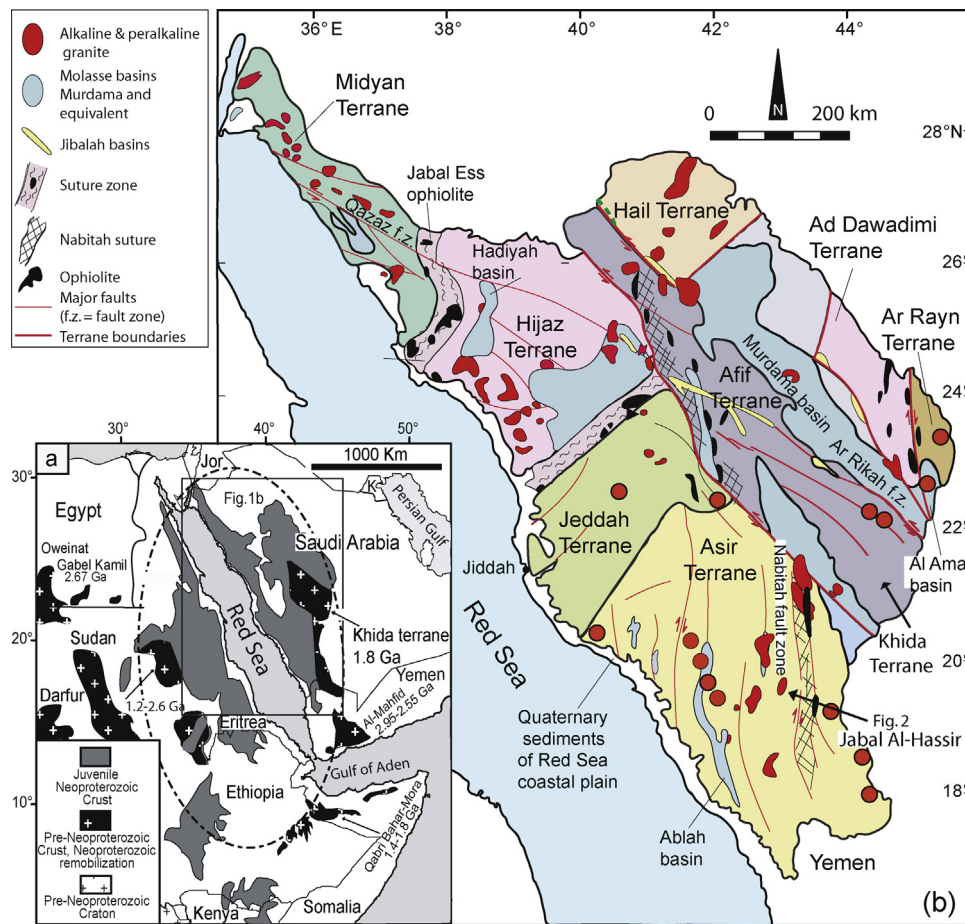 Alkaline & peralkaline
granite
Molasse basins
Murdama and
equivalent
Jibalah basins
Suture zone
Nabitah suture
Ophiolite
Major faults
(f.z. = fault zone)
Terrane boundaries
36°E
40°
42°
44°
0
200 km
N
28°N
26°
24°
22°
20°
18°
Midyan
Terrane
Jabal Ess
ophiolite
Qazaz f.z.
Hadiyah
basin
Hijaz
Terrane
Hail Terrane
Ad Dawadimi
Terrane
Ar Rayn
Terrane
Afif
Terrane
Murdama basin
Ar Rikah f.z.
Al Amar
basin
Khida
Terrane
Jeddah
Terrane
Jiddah
Asir
Terrane
Nabitah fault zone
Red Sea
Quaternary
sediments
of Red Sea
coastal plain
Ablah
basin
Fig.2
Jabal Al-Hassir
Yemen
(b)
a
30°
40°
50°
1000 Km
30°
20°
10°
Jor
K
Persian Gulf
Fig.1b
Egypt
Saudi Arabia
Oweinat
Gabel Kamil
2.67 Ga
Red Sea
Khida terrane
1.8 Ga
Sudan
Darfur
1.2-2.6 Ga
Yemen
Al-Mahfid
2.95-2.55 Ga
Eritrea
Gulf of Aden
Ethiopia
Qabri Bahar-Mora
1.4-1.8 Ga
Kenya
Somalia
Juvenile
Neoproterozoic
Crust
Pre-Neoproterozoic
Crust, Neoproterozoic
remobilization
Pre-Neoproterozoic
Craton